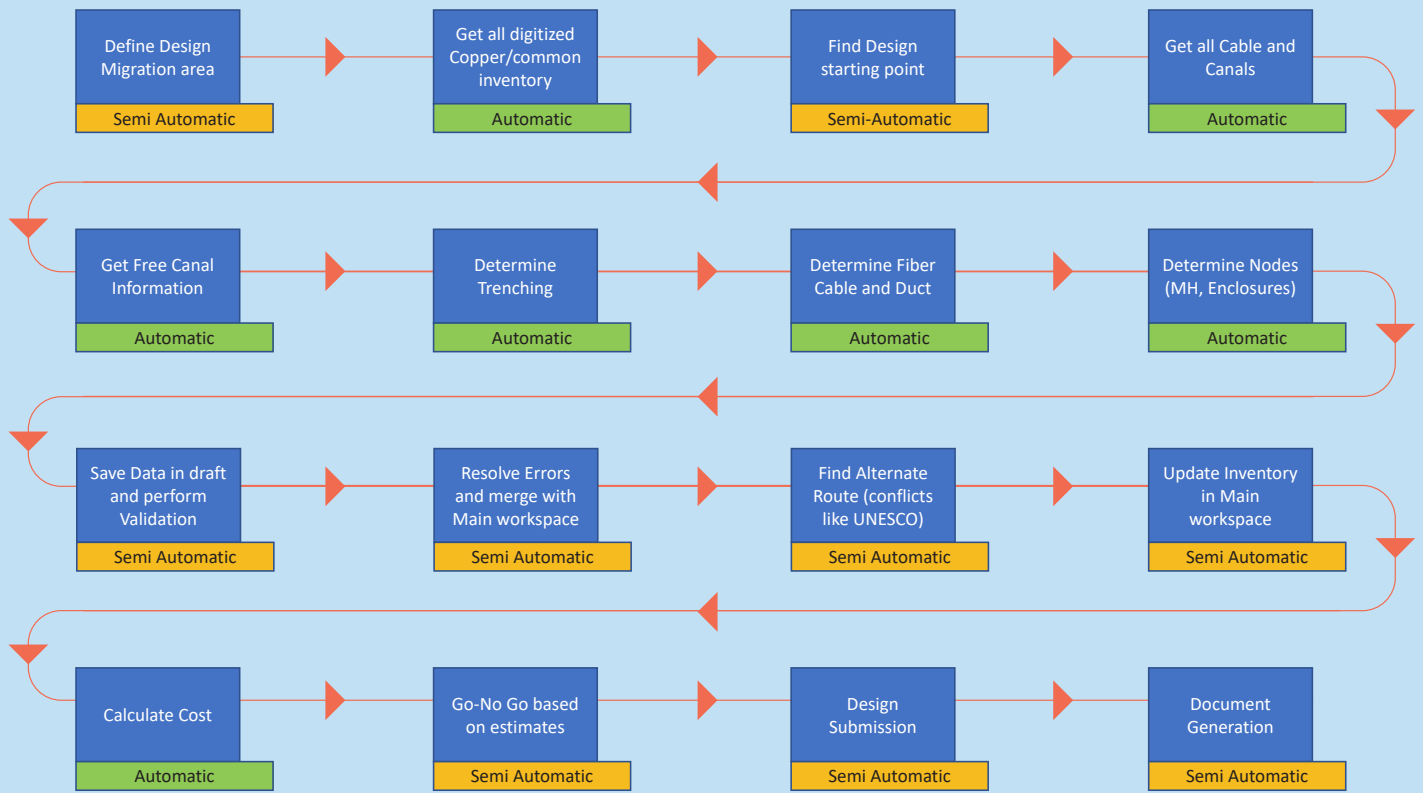 Define Design
Migration area
Semi Automatic
Get all digitized
Copper/common
inventory
Automatic
Find Design
starting point
Semi-Automatic
Get all Cable and
Canals
Automatic
Get Free Canal
Information
Automatic
Determine
Trenching
Automatic
Determine Fiber
Cable and Duct
Automatic
Determine Nodes
(MH, Enclosures)
Automatic
Save Data in draft
and perform
Validation
Semi Automatic
Resolve Errors
and merge with
Main workspace
Semi Automatic
Find Alternate
Route (conflicts
like UNESCO)
Semi Automatic
Update Inventory
in Main
workspace
Semi Automatic
Calculate Cost
Automatic
Go-No Go based
on estimates
Semi Automatic
Design
Submission
Semi Automatic
Document
Generation
Semi Automatic